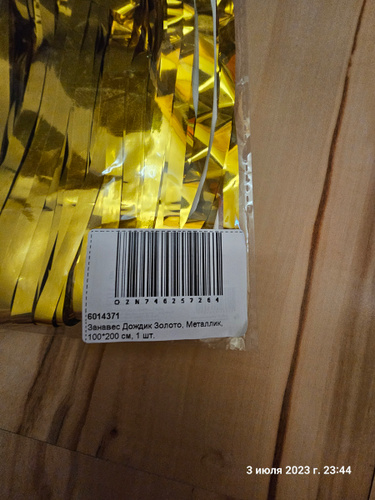 OZN746257264
6014371
Занавес Дождик Золото, Металлик,
100*200 см, 1 шт.
3 июля 2023 г. 23:44